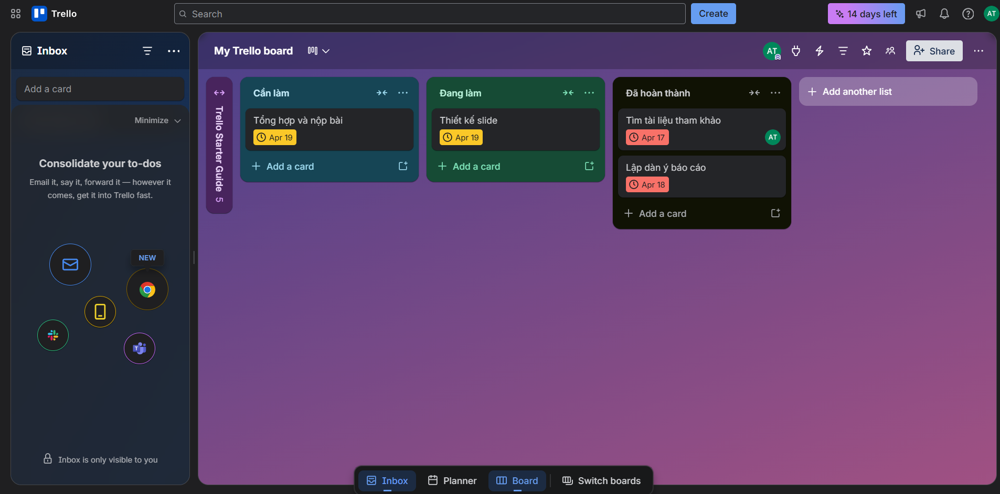 Trello
Search
Create
14 days left
AT
Inbox
Add a card
Minimize
Consolidate your to-dos
Email it, say it, forward it — however it
comes, get it into Trello fast.
NEW
Inbox is only visible to you
My Trello board
AT
Share
Trello Starter Guide 5
Cần làm
Tổng hợp và nộp bài
Apr 19
Add a card
Đang làm
Thiết kế slide
Apr 19
Add a card
Đã hoàn thành
Tìm tài liệu tham khảo
Apr 17
AT
Lập dàn ý báo cáo
Apr 18
Add a card
Add another list
Inbox
Planner
Board
Switch boards